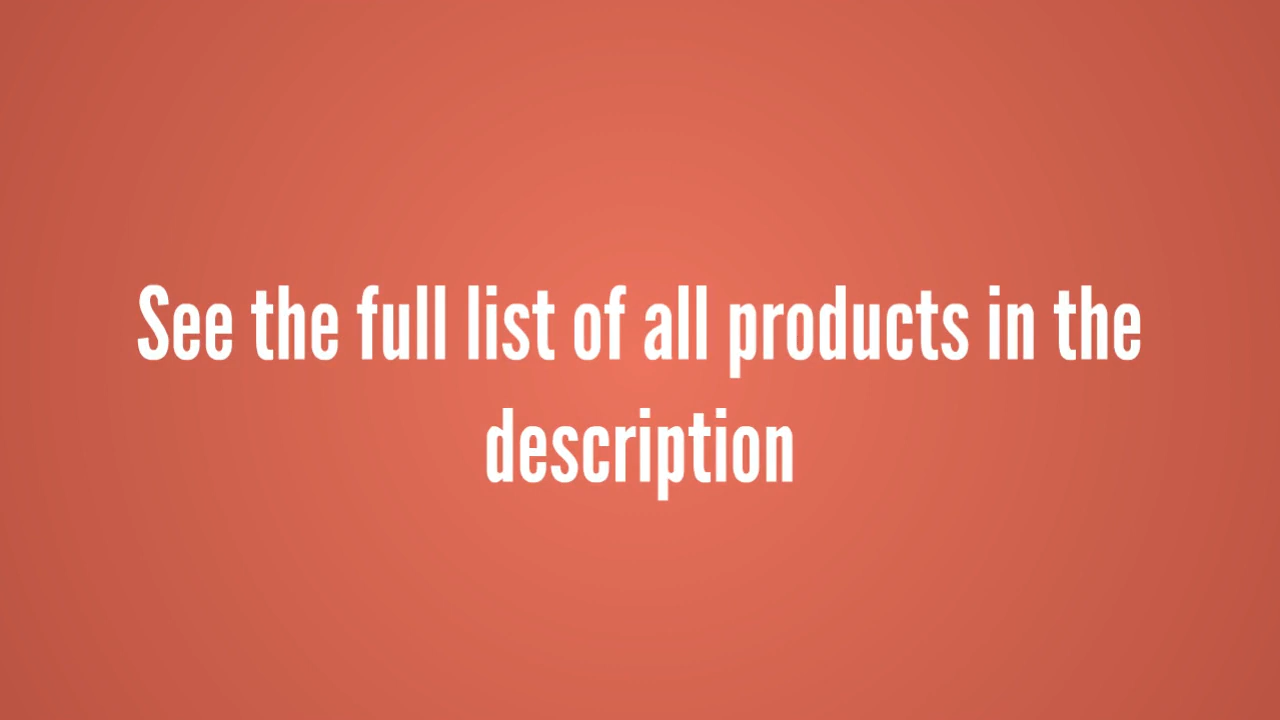 See the full list of all products in the
description